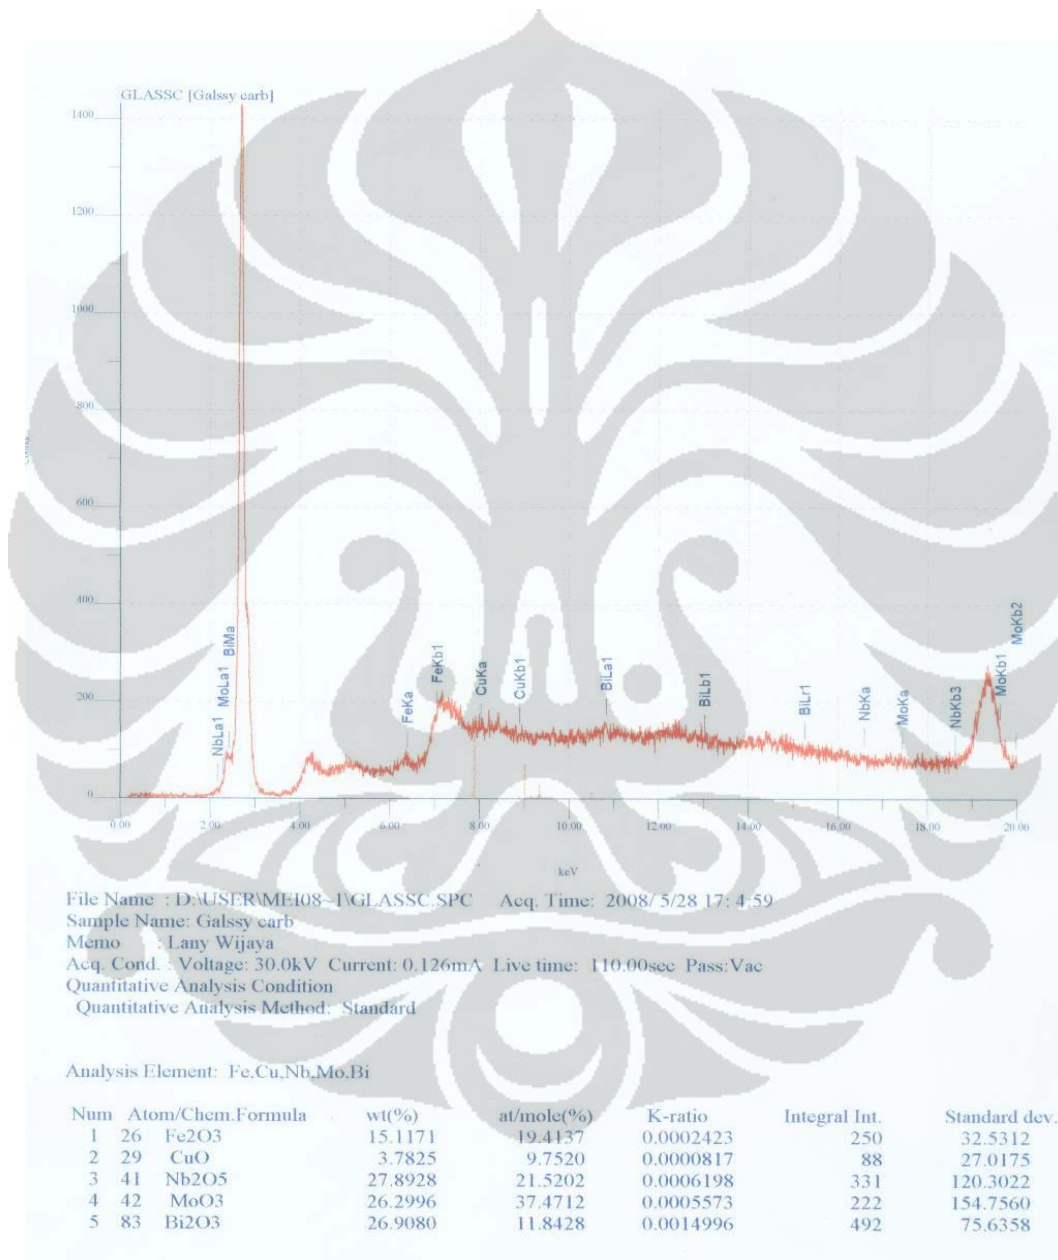 GLASSC [Galssy carb]
1400
1200
1000
800
600
400
200
0
NbLa1 MoLa1 BiMa FeKa FeKb1 CuKa CuKb1 BiLa1 BiLb1 BiLr1 NbKa MoKa NbKb3 MoKb1 MoKb2
0.00 2.00 4.00 6.00 8.00 10.00 12.00 14.00 16.00 18.00 20.00
keV
File Name : D:\USER\MEI08~1\GLASSC.SPC Acq. Time: 2008/ 5/28 17: 4:59
Sample Name: Galssy carb
Memo : Lany Wijaya
Acq. Cond. : Voltage: 30.0kV Current: 0.126mA Live time: 110.00sec Pass:Vac
Quantitative Analysis Condition
Quantitative Analysis Method: Standard
Analysis Element: Fe,Cu,Nb,Mo,Bi
Num Atom/Chem.Formula wt(%) at/mole(%) K-ratio Integral Int. Standard dev.
1 26 Fe2O3 15.1171 19.4137 0.0002423 250 32.5312
2 29 CuO 3.7825 9.7520 0.0000817 88 27.0175
3 41 Nb2O5 27.8928 21.5202 0.0006198 331 120.3022
4 42 MoO3 26.2996 37.4712 0.0005573 222 154.7560
5 83 Bi2O3 26.9080 11.8428 0.0014996 492 75.6358